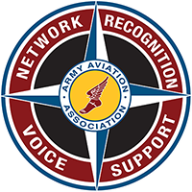 NETWORK
RECOGNITION
ARMY AVIATION
ASSOCIATION
VOICE
SUPPORT